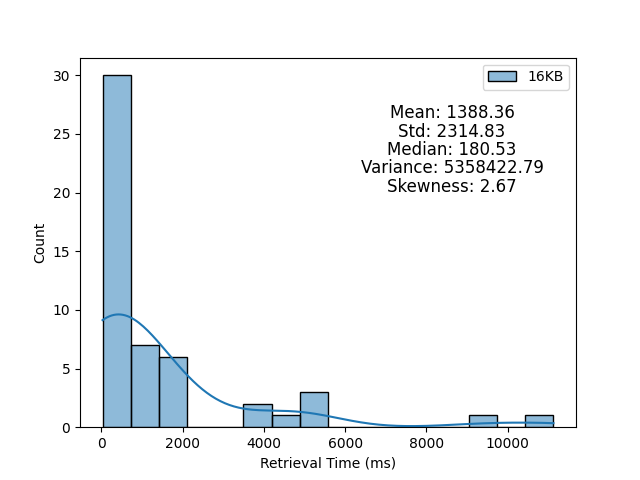 16KB
Mean: 1388.36
Std: 2314.83
Median: 180.53
Variance: 5358422.79
Skewness: 2.67
30
25
20
15
10
5
0
Count
0 2000 4000 6000 8000 10000
Retrieval Time (ms)